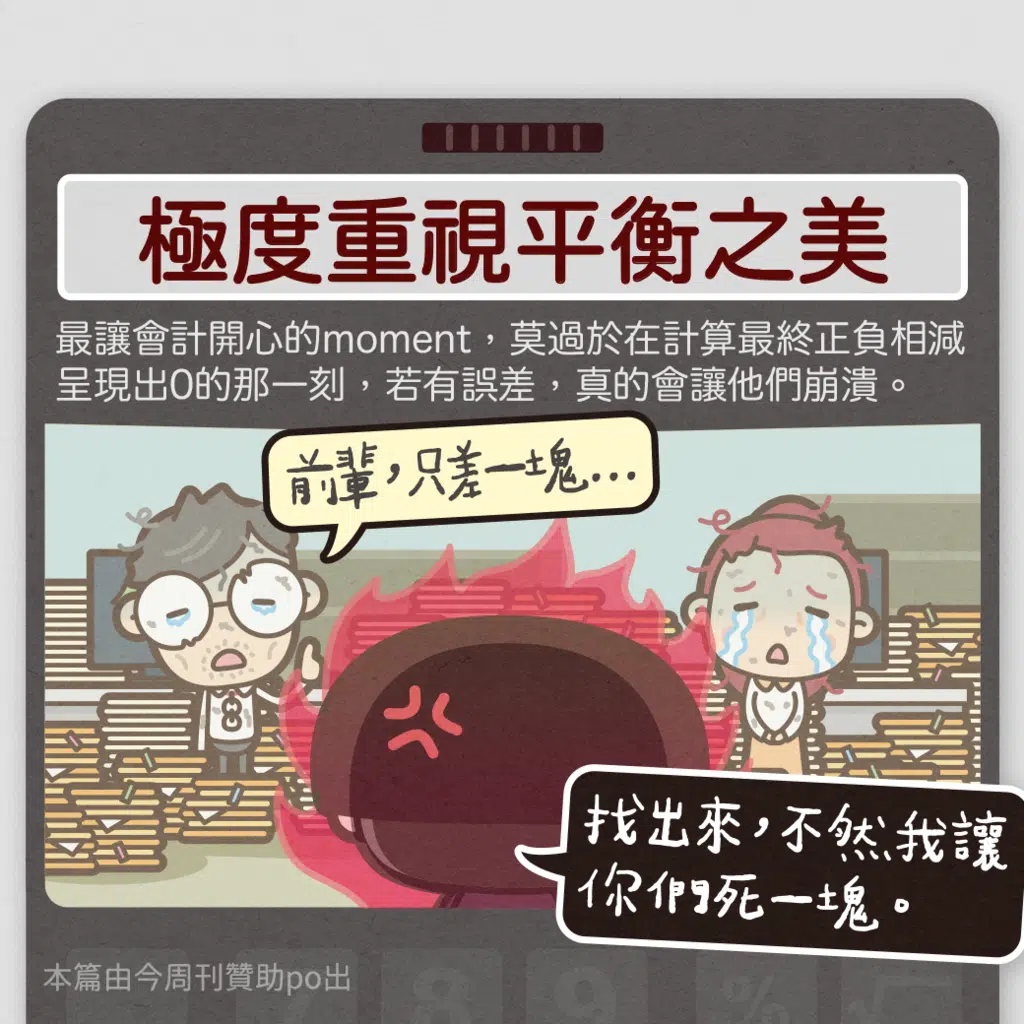 極度重視平衡之美
最讓會計開心的moment,莫過於在計算最終正負相減
呈現出0的那一刻,若有誤差,真的會讓他們崩潰。
前輩,只差一塊...
找出來,不然我讓
你們死一塊。
本篇由今周刊贊助po出
7 8 9 % √